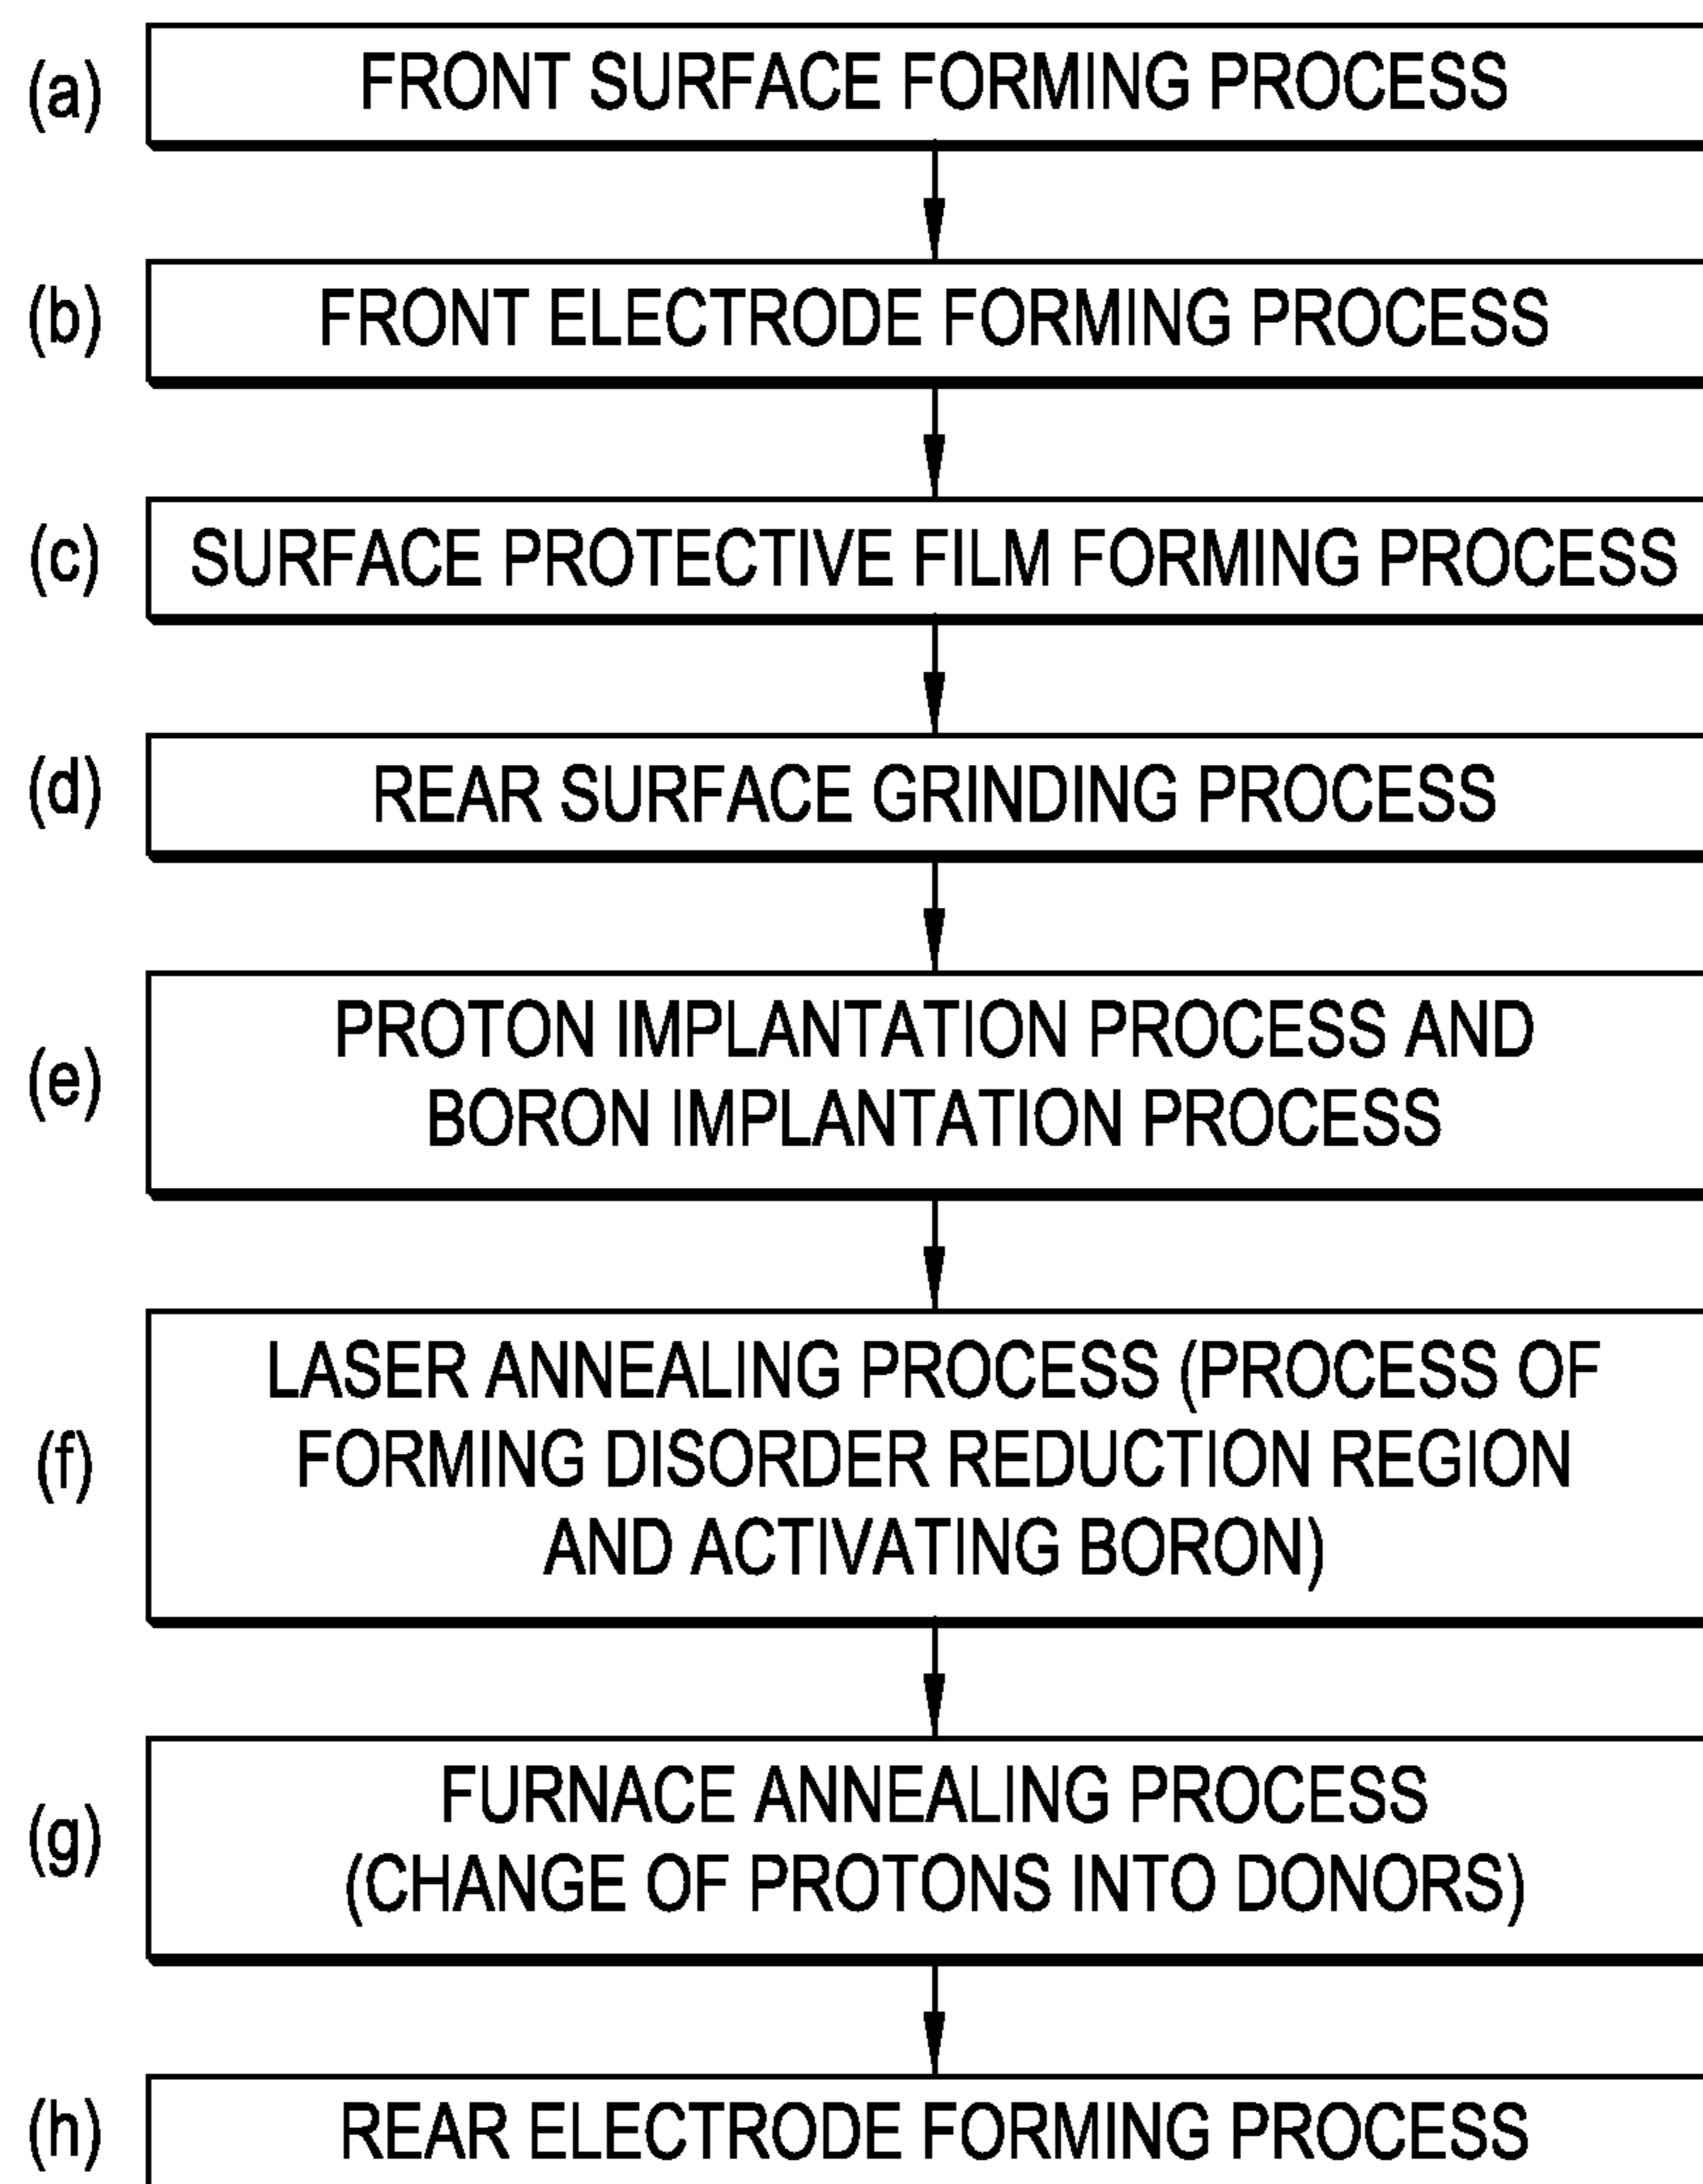 (a) FRONT SURFACE FORMING PROCESS
(b) FRONT ELECTRODE FORMING PROCESS
(c) SURFACE PROTECTIVE FILM FORMING PROCESS
(d) REAR SURFACE GRINDING PROCESS
(e) PROTON IMPLANTATION PROCESS AND
BORON IMPLANTATION PROCESS
(f) LASER ANNEALING PROCESS (PROCESS OF
FORMING DISORDER REDUCTION REGION
AND ACTIVATING BORON)
(g) FURNACE ANNEALING PROCESS
(CHANGE OF PROTONS INTO DONORS)
(h) REAR ELECTRODE FORMING PROCESS